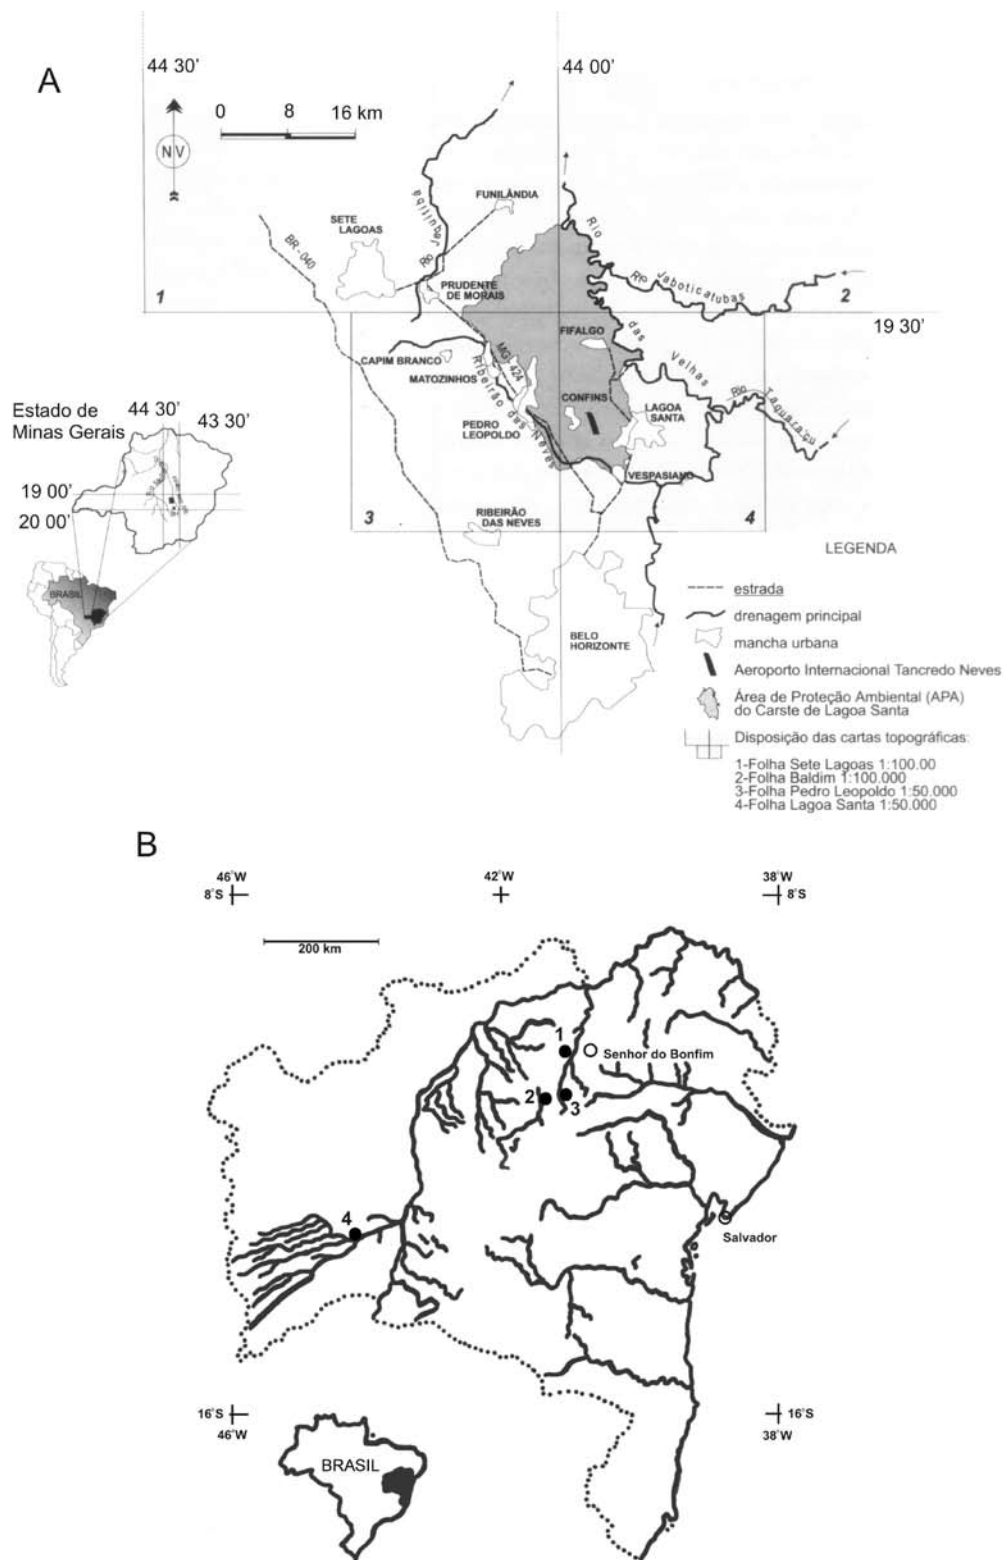 A
44 30'
44 00'
0 8 16 km
N V
FUNILÂNDIA
SETE
LAGOAS
BR-040
Rio
Jequitiba
PRUDENTE
DE MORAIS
Rio
das
Velhas
Rio
Jaboticatubas
1
2
19 30'
FIFALGO
CAPIM BRANCO
MATOZINHOS
MG-424
Ribeirão das Neves
CONFINS
LAGOA
SANTA
Rio
Taquaraçu
PEDRO
LEOPOLDO
VESPASIANO
3
4
RIBEIRÃO
DAS NEVES
BELO
HORIZONTE
Estado de
Minas Gerais
44 30'
43 30'
19 00'
20 00'
BRASIL
LEGENDA
estrada
drenagem principal
mancha urbana
Aeroporto Internacional Tancredo Neves
Área de Proteção Ambiental (APA)
do Carste de Lagoa Santa
Disposição das cartas topográficas:
1-Folha Sete Lagoas 1:100.00
2-Folha Baldim 1:100.000
3-Folha Pedro Leopoldo 1:50.000
4-Folha Lagoa Santa 1:50.000
B
46°W
42°W
38°W
8°S
8°S
200 km
1
Senhor do Bonfim
2
3
4
Salvador
16°S
46°W
16°S
38°W
BRASIL